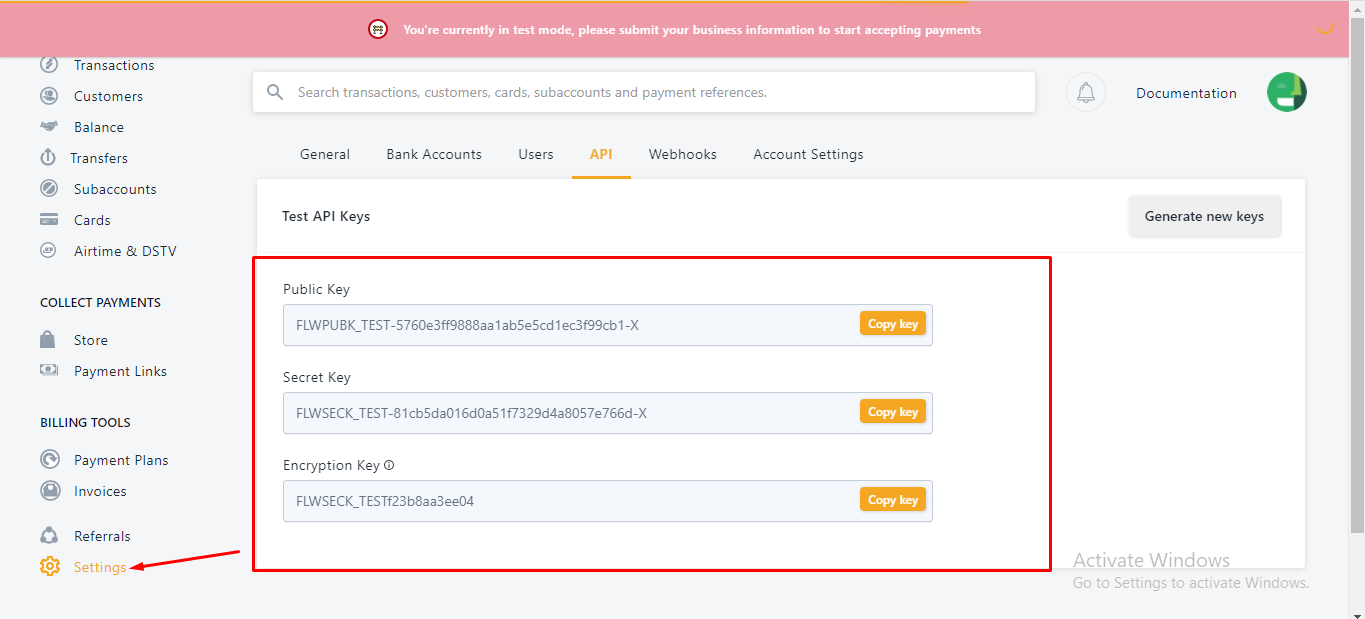 You're currently in test mode, please submit your business information to start accepting payments
Transactions
Customers
Balance
Transfers
Subaccounts
Cards
Airtime & DSTV
COLLECT PAYMENTS
Store
Payment Links
BILLING TOOLS
Payment Plans
Invoices
Referrals
Settings
Search transactions, customers, cards, subaccounts and payment references.
Documentation
General Bank Accounts Users API Webhooks Account Settings
Test API Keys
Generate new keys
Public Key
FLWPUBK_TEST-5760e3ff9888aa1ab5e5cd1ec3f99cb1-X Copy key
Secret Key
FLWSECK_TEST-81cb5da016d0a51f7329d4a8057e766d-X Copy key
Encryption Key
FLWSECK_TESTf23b8aa3ee04 Copy key
Activate Windows
Go to Settings to activate Windows.